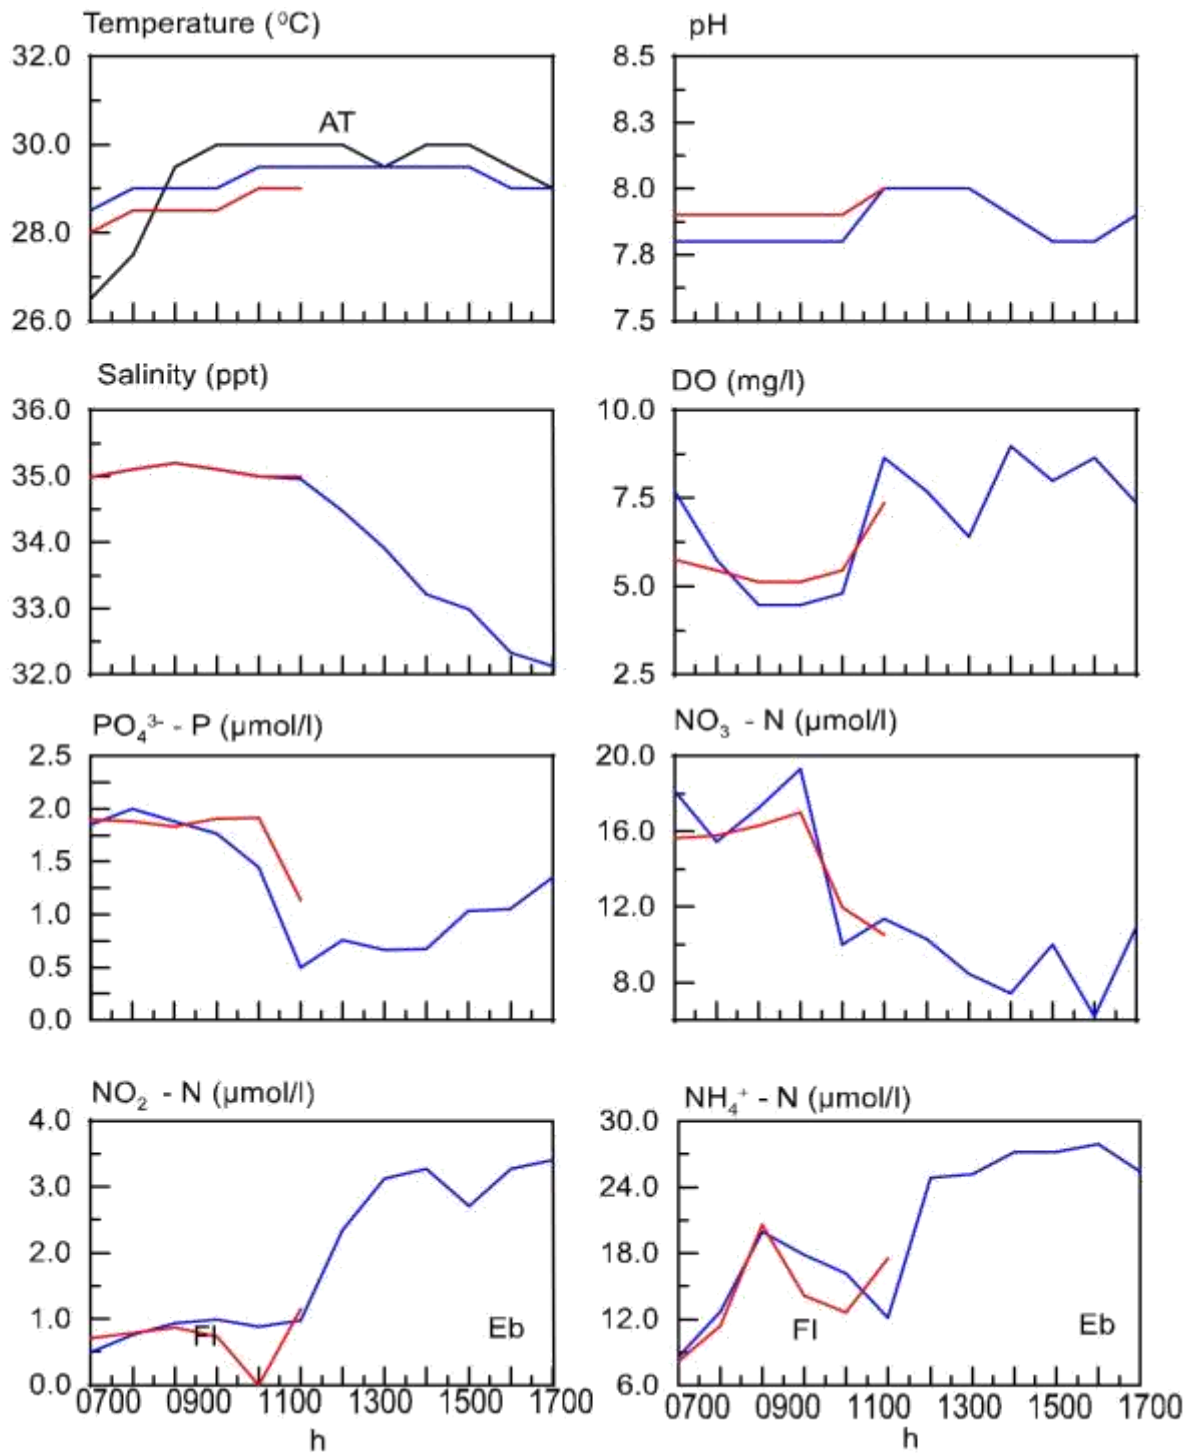 Temperature (⁰C)
32.0
30.0
28.0
26.0
AT
pH
8.5
8.3
8.0
7.8
7.5
Salinity (ppt)
36.0
35.0
34.0
33.0
32.0
DO (mg/l)
10.0
7.5
5.0
2.5
PO₄³⁻ - P (µmol/l)
2.5
2.0
1.5
1.0
0.5
0.0
NO₃ - N (µmol/l)
20.0
16.0
12.0
8.0
NO₂ - N (µmol/l)
4.0
3.0
2.0
1.0
0.0
Fl
Eb
0700 0900 1100 1300 1500 1700
h
NH₄⁺ - N (µmol/l)
30.0
24.0
18.0
12.0
6.0
Fl
Eb
0700 0900 1100 1300 1500 1700
h